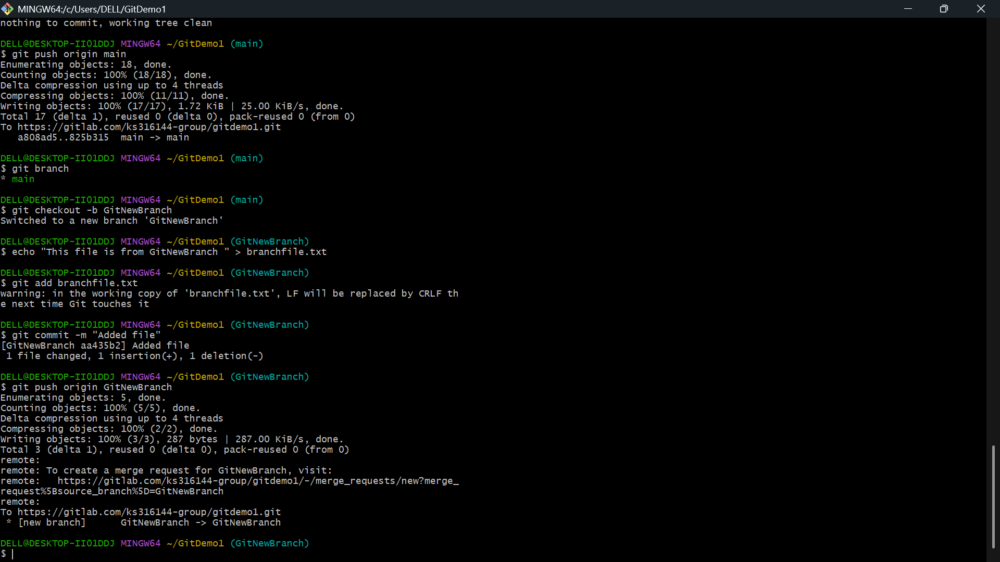 MINGW64:/c/Users/DELL/GitDemo1
nothing to commit, working tree clean
DELL@DESKTOP-II01DDJ MINGW64 ~/GitDemo1 (main)
$ git push origin main
Enumerating objects: 18, done.
Counting objects: 100% (18/18), done.
Delta compression using up to 4 threads
Compressing objects: 100% (11/11), done.
Writing objects: 100% (17/17), 1.72 KiB | 25.00 KiB/s, done.
Total 17 (delta 1), reused 0 (delta 0), pack-reused 0 (from 0)
To https://gitlab.com/ks316144-group/gitdemo1.git
   a808ad5..825b315  main -> main
DELL@DESKTOP-II01DDJ MINGW64 ~/GitDemo1 (main)
$ git branch
* main
DELL@DESKTOP-II01DDJ MINGW64 ~/GitDemo1 (main)
$ git checkout -b GitNewBranch
Switched to a new branch 'GitNewBranch'
DELL@DESKTOP-II01DDJ MINGW64 ~/GitDemo1 (GitNewBranch)
$ echo "This file is from GitNewBranch " > branchfile.txt
DELL@DESKTOP-II01DDJ MINGW64 ~/GitDemo1 (GitNewBranch)
$ git add branchfile.txt
warning: in the working copy of 'branchfile.txt', LF will be replaced by CRLF th
e next time Git touches it
DELL@DESKTOP-II01DDJ MINGW64 ~/GitDemo1 (GitNewBranch)
$ git commit -m "Added file"
[GitNewBranch aa435b2] Added file
 1 file changed, 1 insertion(+), 1 deletion(-)
DELL@DESKTOP-II01DDJ MINGW64 ~/GitDemo1 (GitNewBranch)
$ git push origin GitNewBranch
Enumerating objects: 5, done.
Counting objects: 100% (5/5), done.
Delta compression using up to 4 threads
Compressing objects: 100% (2/2), done.
Writing objects: 100% (3/3), 287 bytes | 287.00 KiB/s, done.
Total 3 (delta 1), reused 0 (delta 0), pack-reused 0 (from 0)
remote:
remote: To create a merge request for GitNewBranch, visit:
remote:   https://gitlab.com/ks316144-group/gitdemo1/-/merge_requests/new?merge_
request%5Bsource_branch%5D=GitNewBranch
remote:
To https://gitlab.com/ks316144-group/gitdemo1.git
 * [new branch]      GitNewBranch -> GitNewBranch
DELL@DESKTOP-II01DDJ MINGW64 ~/GitDemo1 (GitNewBranch)
$